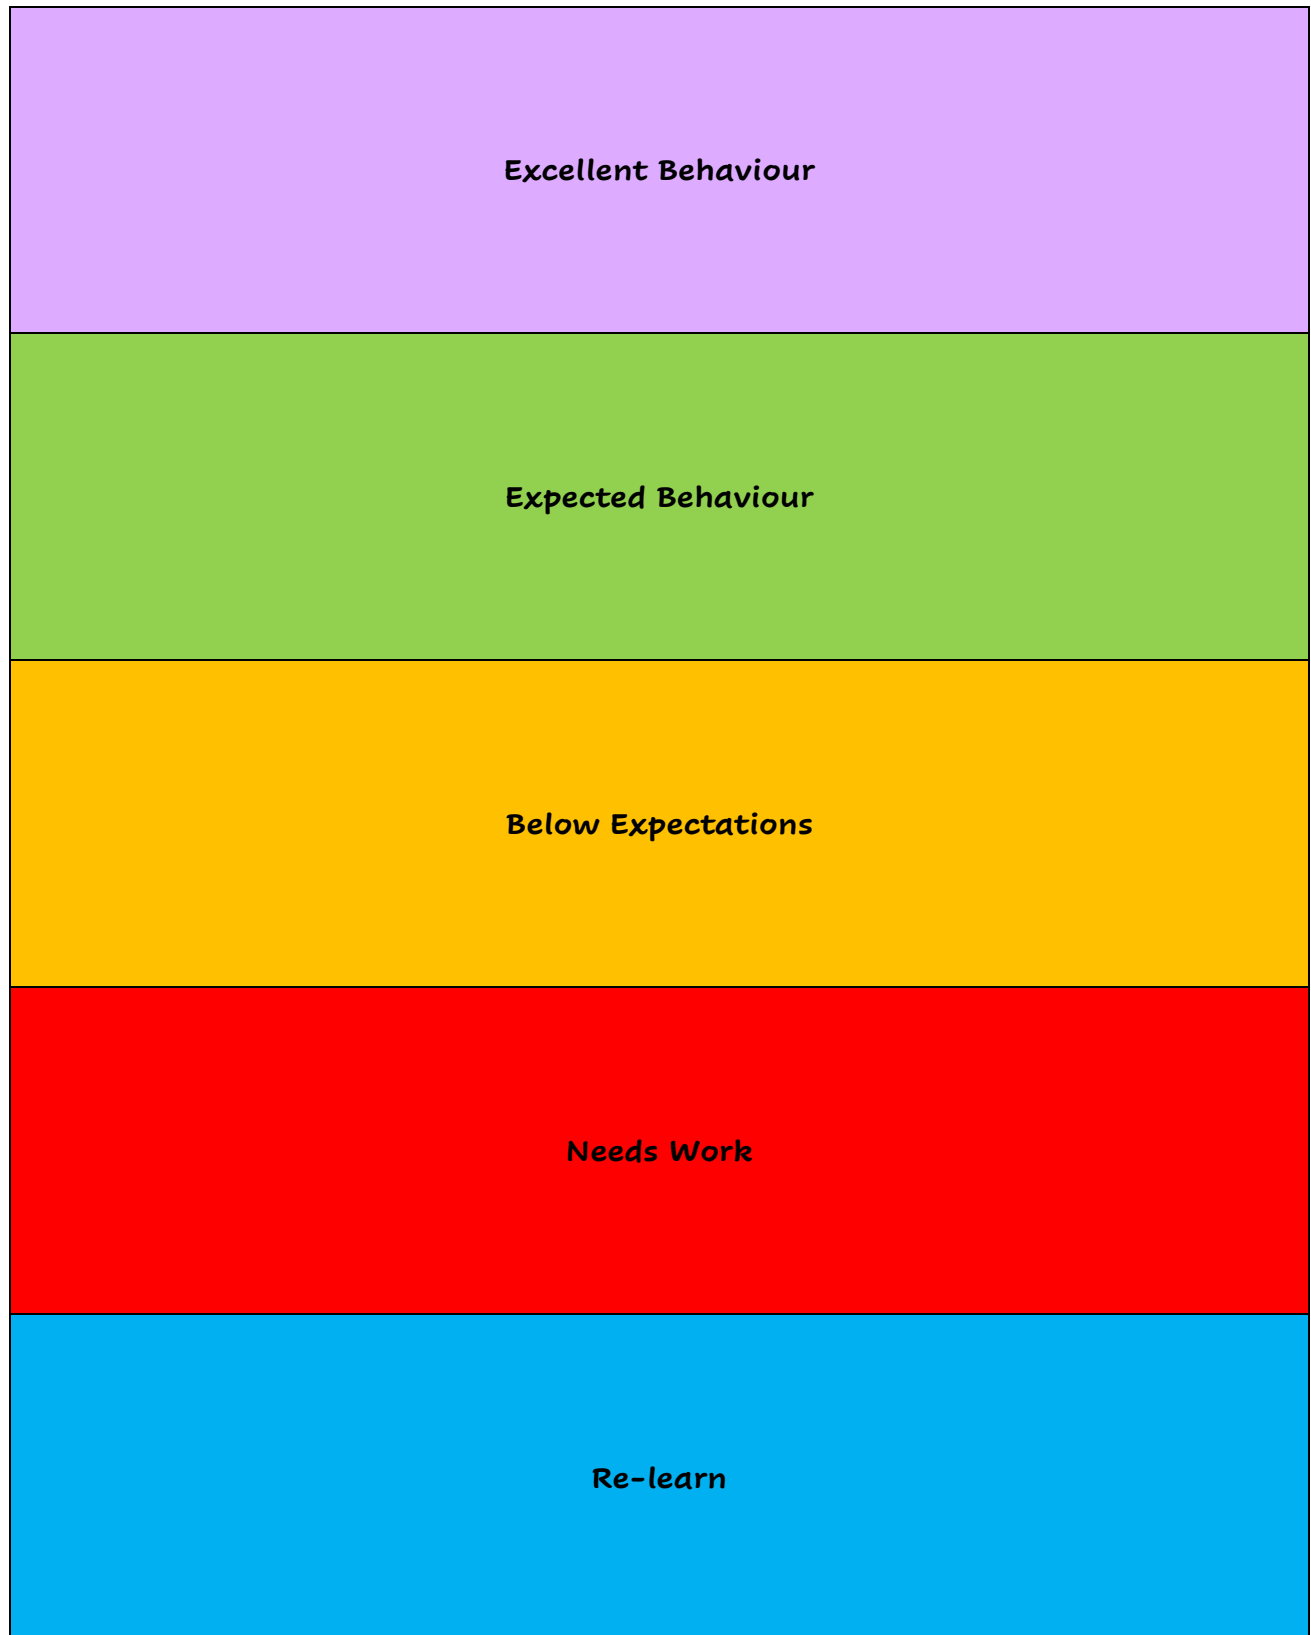 Excellent Behaviour
Expected Behaviour
Below Expectations
Needs Work
Re-learn